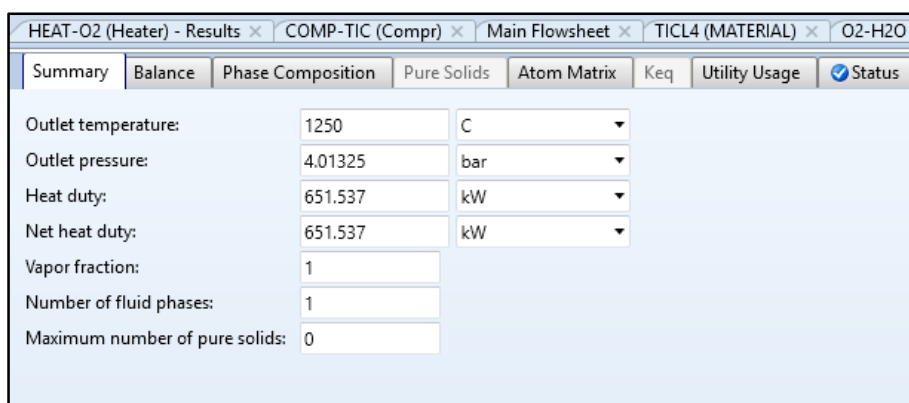 HEAT-O2 (Heater) - Results × COMP-TIC (Compr) × Main Flowsheet × TICL4 (MATERIAL) × O2-H2O
Summary Balance Phase Composition Pure Solids Atom Matrix Keq Utility Usage Status
Outlet temperature: 1250 C
Outlet pressure: 4.01325 bar
Heat duty: 651.537 kW
Net heat duty: 651.537 kW
Vapor fraction: 1
Number of fluid phases: 1
Maximum number of pure solids: 0